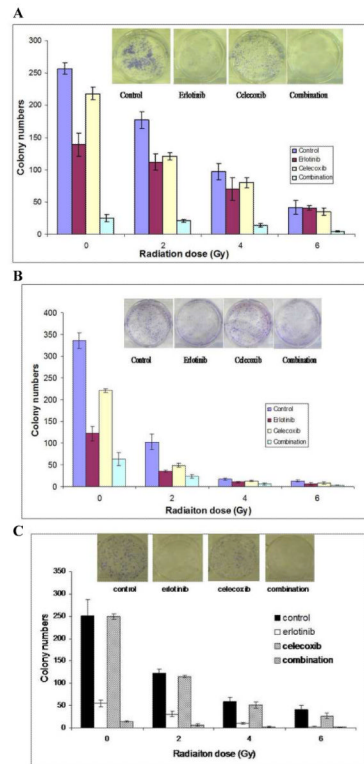 A
300
250
200
150
100
50
0
Colony numbers
Control Erlotinib Celecoxib Combination
Control
Erlotinib
Celecoxib
Combination
0 2 4 6
Radiation dose (Gy)
B
400
350
300
250
200
150
100
50
0
Colony numbers
Control Erlotinib Celecoxib Combination
Control
Erlotinib
Celecoxib
Combination
0 2 4 6
Radiaiton dose (Gy)
C
300
250
200
150
100
50
0
Colony numbers
control erlotinib celecoxib combination
control
erlotinib
celecoxib
combination
0 2 4 6
Radiaiton dose (Gy)